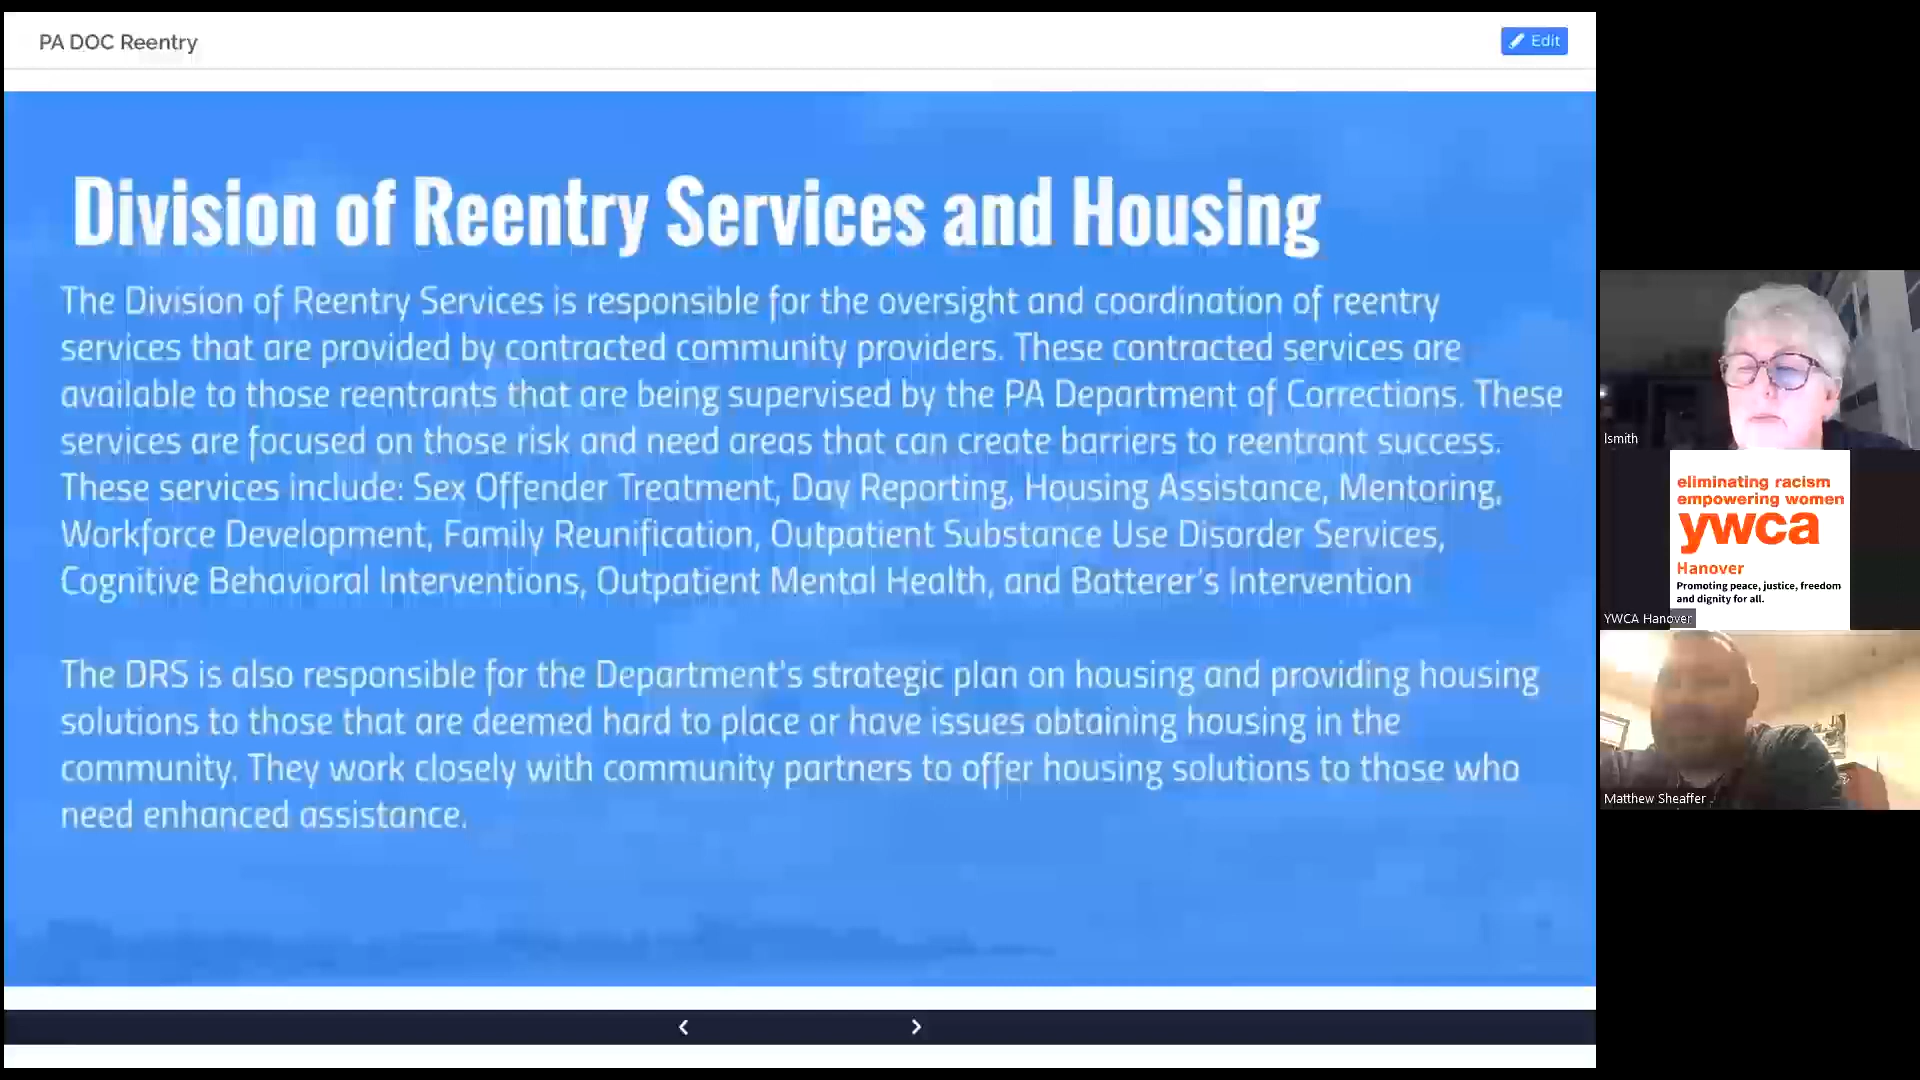 PA DOC Reentry
Edit
Division of Reentry Services and Housing
The Division of Reentry Services is responsible for the oversight and coordination of reentry
services that are provided by contracted community providers. These contracted services are
available to those reentrants that are being supervised by the PA Department of Corrections. These
services are focused on those risk and need areas that can create barriers to reentrant success.
These services include: Sex Offender Treatment, Day Reporting, Housing Assistance, Mentoring,
Workforce Development, Family Reunification, Outpatient Substance Use Disorder Services,
Cognitive Behavioral Interventions, Outpatient Mental Health, and Batterer's Intervention
The DRS is also responsible for the Department's strategic plan on housing and providing housing
solutions to those that are deemed hard to place or have issues obtaining housing in the
community. They work closely with community partners to offer housing solutions to those who
need enhanced assistance.
lsmith
eliminating racism
empowering women
ywca
Hanover
Promoting peace, justice, freedom
and dignity for all.
YWCA Hanover
Matthew Sheaffer